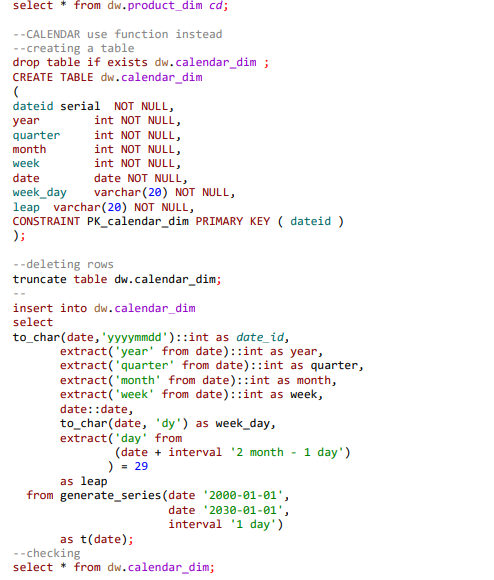 select * from dw.product_dim cd;
--CALENDAR use function instead
--creating a table
drop table if exists dw.calendar_dim ;
CREATE TABLE dw.calendar_dim
(
dateid serial  NOT NULL,
year        int NOT NULL,
quarter     int NOT NULL,
month       int NOT NULL,
week        int NOT NULL,
date        date NOT NULL,
week_day    varchar(20) NOT NULL,
leap  varchar(20) NOT NULL,
CONSTRAINT PK_calendar_dim PRIMARY KEY ( dateid )
);
--deleting rows
truncate table dw.calendar_dim;
--
insert into dw.calendar_dim
select
to_char(date,'yyyymmdd')::int as date_id,
       extract('year' from date)::int as year,
       extract('quarter' from date)::int as quarter,
       extract('month' from date)::int as month,
       extract('week' from date)::int as week,
       date::date,
       to_char(date, 'dy') as week_day,
       extract('day' from
               (date + interval '2 month - 1 day')
              ) = 29
       as leap
  from generate_series(date '2000-01-01',
                       date '2030-01-01',
                       interval '1 day')
       as t(date);
--checking
select * from dw.calendar_dim;